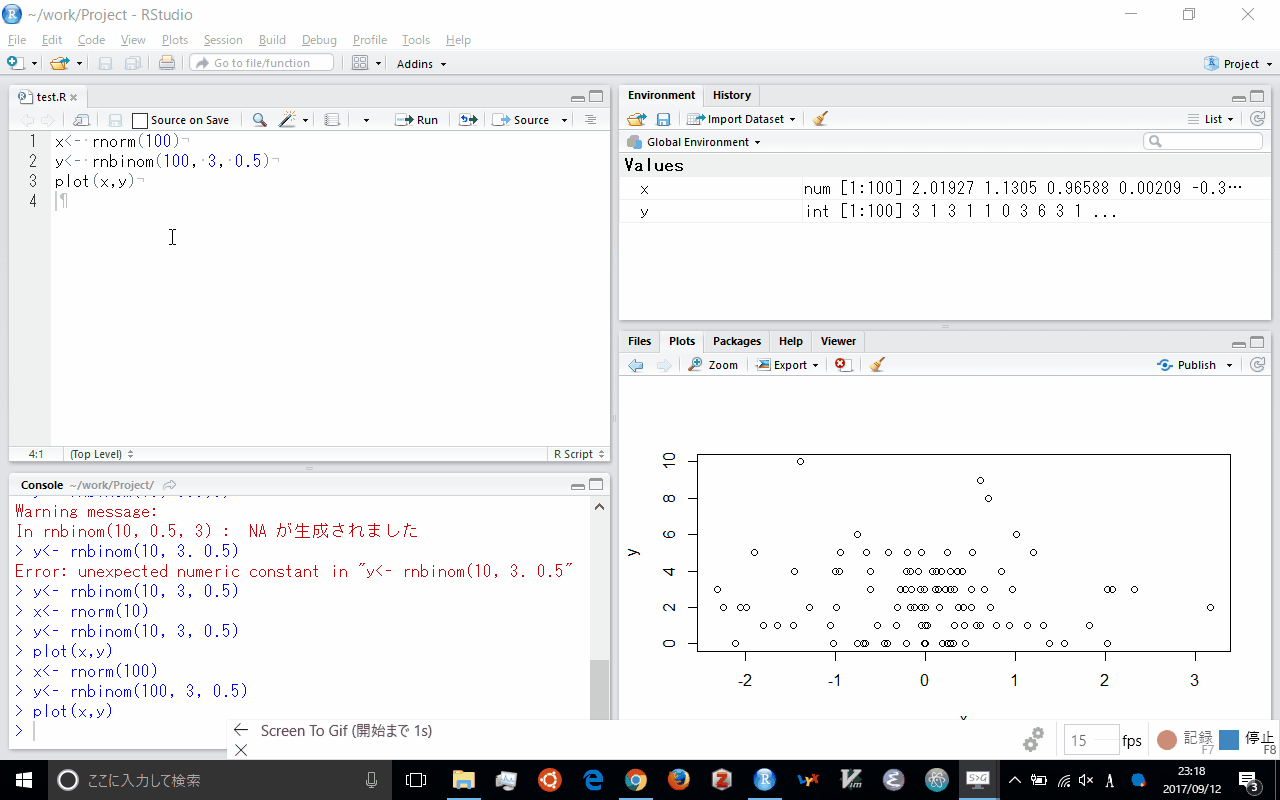 ~/work/Project - RStudio
File Edit Code View Plots Session Build Debug Profile Tools Help
Go to file/function Addins Project
test.R
Source on Save Run Source
1 x<- rnorm(100)
2 y<- rnbinom(100, 3, 0.5)
3 plot(x,y)
4
4:1 (Top Level) R Script
Console ~/work/Project/
Warning message:
In rnbinom(10, 0.5, 3) : NA が生成されました
> y<- rnbinom(10, 3. 0.5)
Error: unexpected numeric constant in "y<- rnbinom(10, 3. 0.5"
> y<- rnbinom(10, 3, 0.5)
> x<- rnorm(10)
> y<- rnbinom(10, 3, 0.5)
> plot(x,y)
> x<- rnorm(100)
> y<- rnbinom(100, 3, 0.5)
> plot(x,y)
>
Environment History
Import Dataset List
Global Environment
Values
x num [1:100] 2.01927 1.1305 0.96588 0.00209 -0.3…
y int [1:100] 3 1 3 1 1 0 3 6 3 1 ...
Files Plots Packages Help Viewer
Zoom Export Publish
10
8
6
4
2
0
y
-2 -1 0 1 2 3
x
Screen To Gif (開始まで 1s)
15 fps 記録 F7 停止 F8
ここに入力して検索
23:18
2017/09/12
3